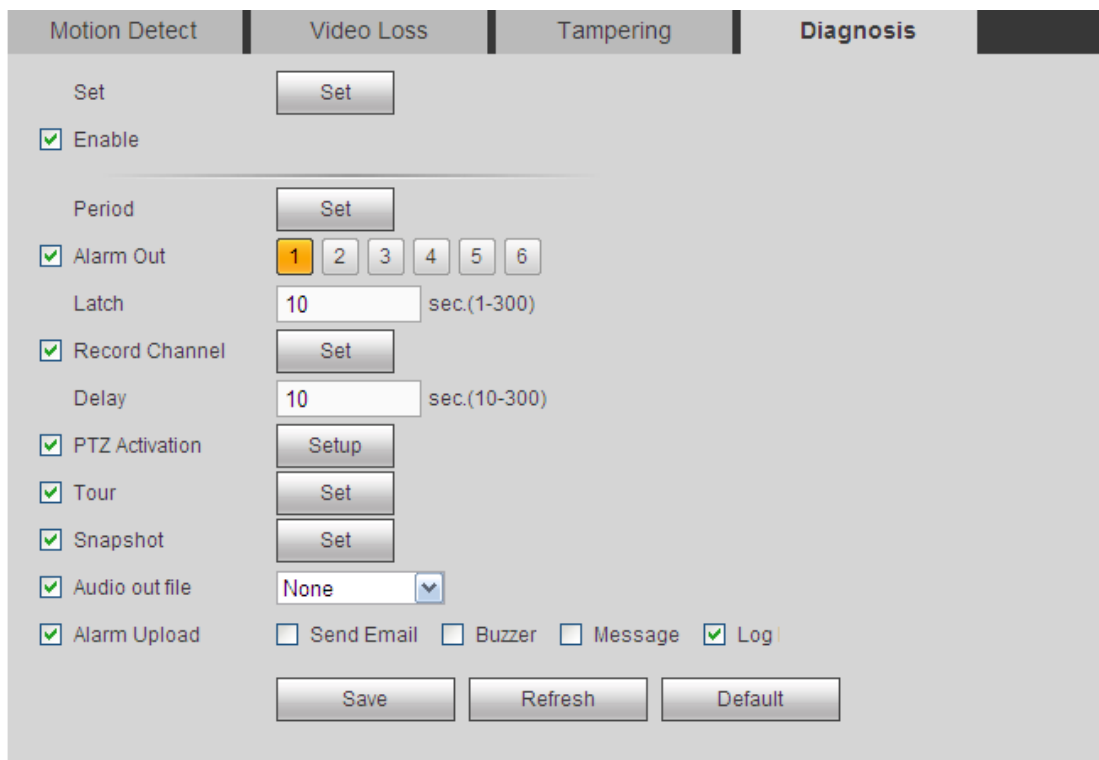 Motion Detect Video Loss Tampering Diagnosis
Set Set
Enable
Period Set
Alarm Out 1 2 3 4 5 6
Latch 10 sec.(1-300)
Record Channel Set
Delay 10 sec.(10-300)
PTZ Activation Setup
Tour Set
Snapshot Set
Audio out file None
Alarm Upload Send Email Buzzer Message Log
Save Refresh Default